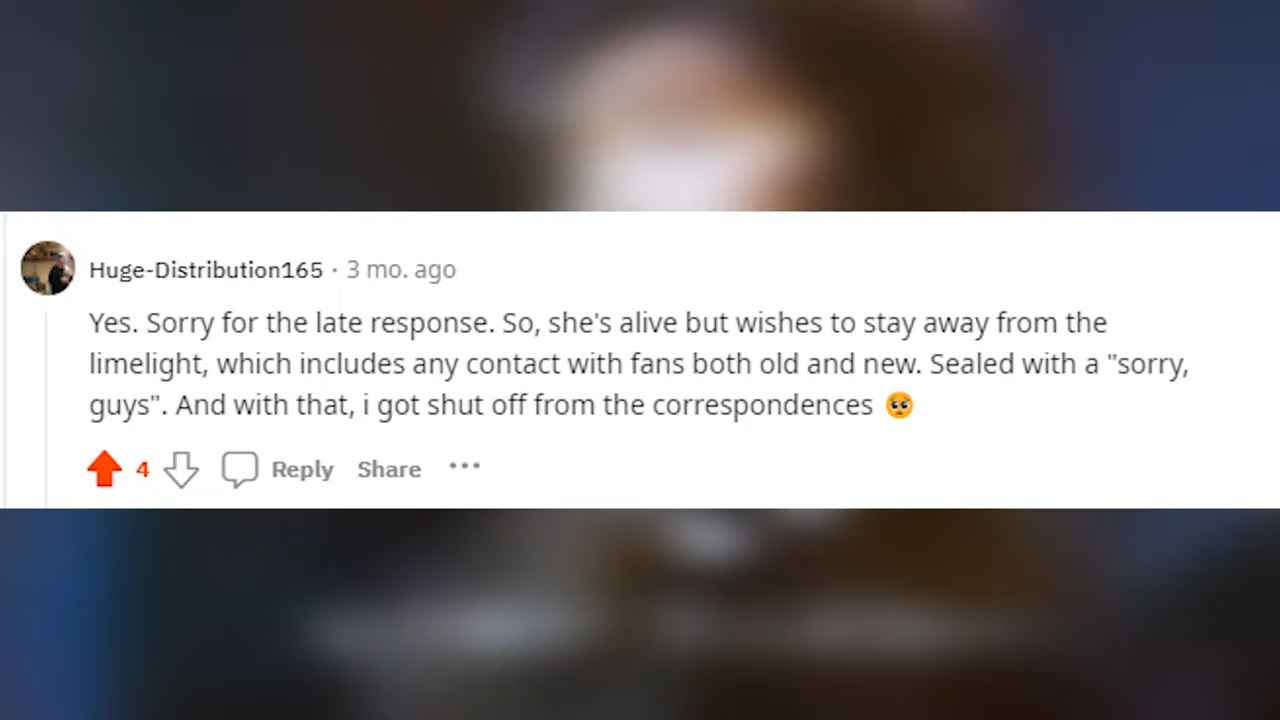 Huge-Distribution165 · 3 mo. ago
Yes. Sorry for the late response. So, she's alive but wishes to stay away from the
limelight, which includes any contact with fans both old and new. Sealed with a "sorry,
guys". And with that, i got shut off from the correspondences 🥺
4 Reply Share ···